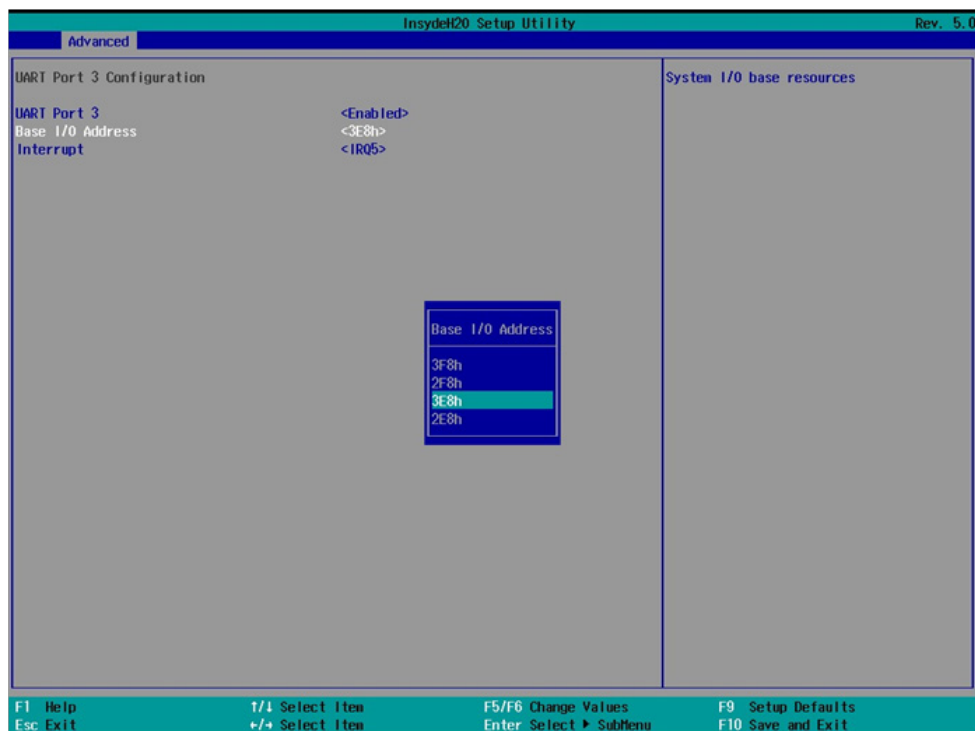 InsydeH20 Setup Utility Rev. 5.0
Advanced
UART Port 3 Configuration
System I/O base resources
UART Port 3 <Enabled>
Base I/O Address <3E8h>
Interrupt <IRQ5>
Base I/O Address
3F8h
2F8h
3E8h
2E8h
F1 Help ↑/↓ Select Item F5/F6 Change Values F9 Setup Defaults
Esc Exit ←/→ Select Item Enter Select ▶ SubMenu F10 Save and Exit